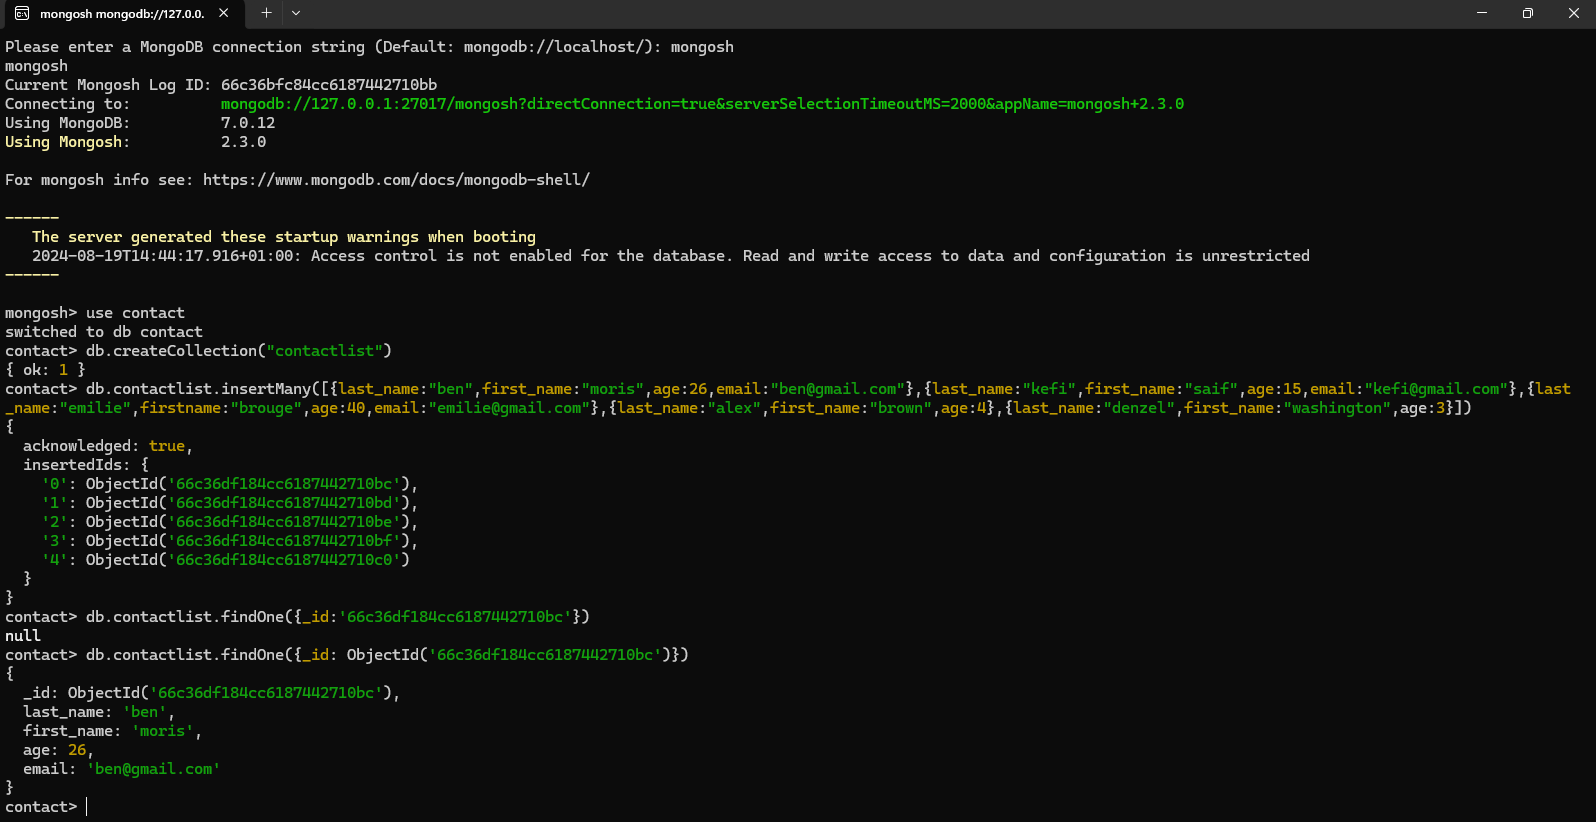 mongosh mongodb://127.0.0.
Please enter a MongoDB connection string (Default: mongodb://localhost/): mongosh
mongosh
Current Mongosh Log ID: 66c36bfc84cc6187442710bb
Connecting to: mongodb://127.0.0.1:27017/mongosh?directConnection=true&serverSelectionTimeoutMS=2000&appName=mongosh+2.3.0
Using MongoDB: 7.0.12
Using Mongosh: 2.3.0
For mongosh info see: https://www.mongodb.com/docs/mongodb-shell/
------
The server generated these startup warnings when booting
2024-08-19T14:44:17.916+01:00: Access control is not enabled for the database. Read and write access to data and configuration is unrestricted
------
mongosh> use contact
switched to db contact
contact> db.createCollection("contactlist")
{ ok: 1 }
contact> db.contactlist.insertMany([{last_name:"ben",first_name:"moris",age:26,email:"ben@gmail.com"},{last_name:"kefi",first_name:"saif",age:15,email:"kefi@gmail.com"},{last
_name:"emilie",firstname:"brouge",age:40,email:"emilie@gmail.com"},{last_name:"alex",first_name:"brown",age:4},{last_name:"denzel",first_name:"washington",age:3}])
{
  acknowledged: true,
  insertedIds: {
    '0': ObjectId('66c36df184cc6187442710bc'),
    '1': ObjectId('66c36df184cc6187442710bd'),
    '2': ObjectId('66c36df184cc6187442710be'),
    '3': ObjectId('66c36df184cc6187442710bf'),
    '4': ObjectId('66c36df184cc6187442710c0')
  }
}
contact> db.contactlist.findOne({_id:'66c36df184cc6187442710bc'})
null
contact> db.contactlist.findOne({_id: ObjectId('66c36df184cc6187442710bc')})
{
  _id: ObjectId('66c36df184cc6187442710bc'),
  last_name: 'ben',
  first_name: 'moris',
  age: 26,
  email: 'ben@gmail.com'
}
contact>